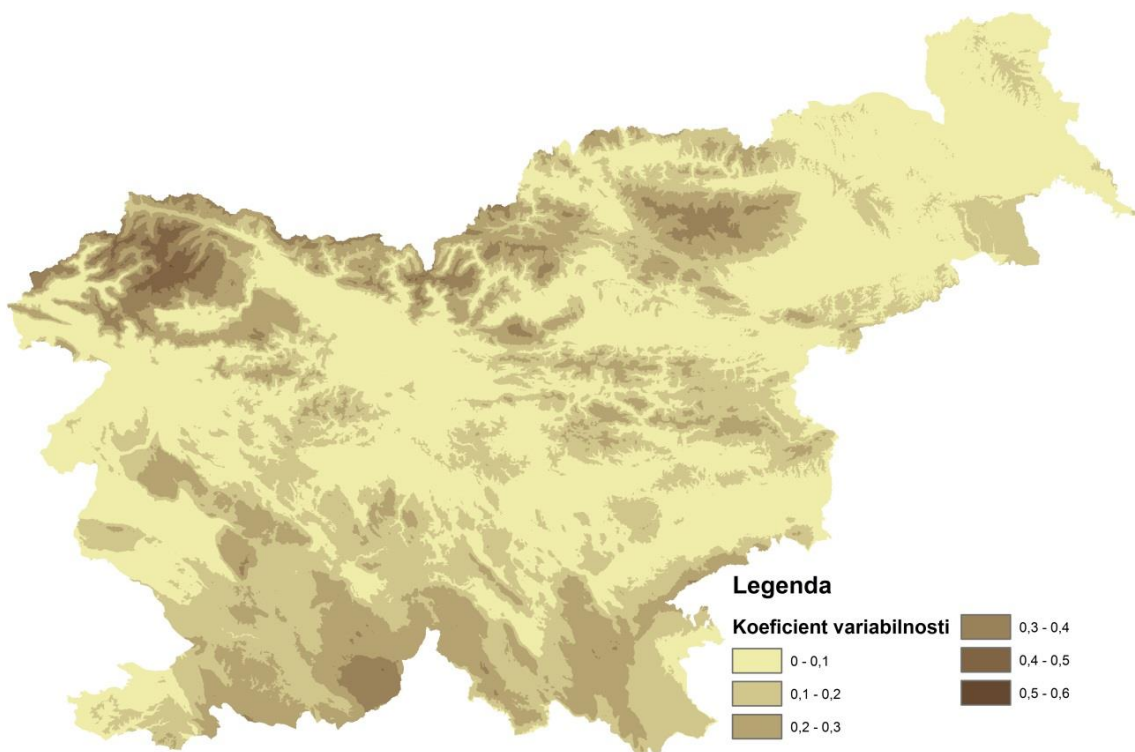 Legenda
Koeficient variabilnosti
0 - 0,1
0,1 - 0,2
0,2 - 0,3
0,3 - 0,4
0,4 - 0,5
0,5 - 0,6